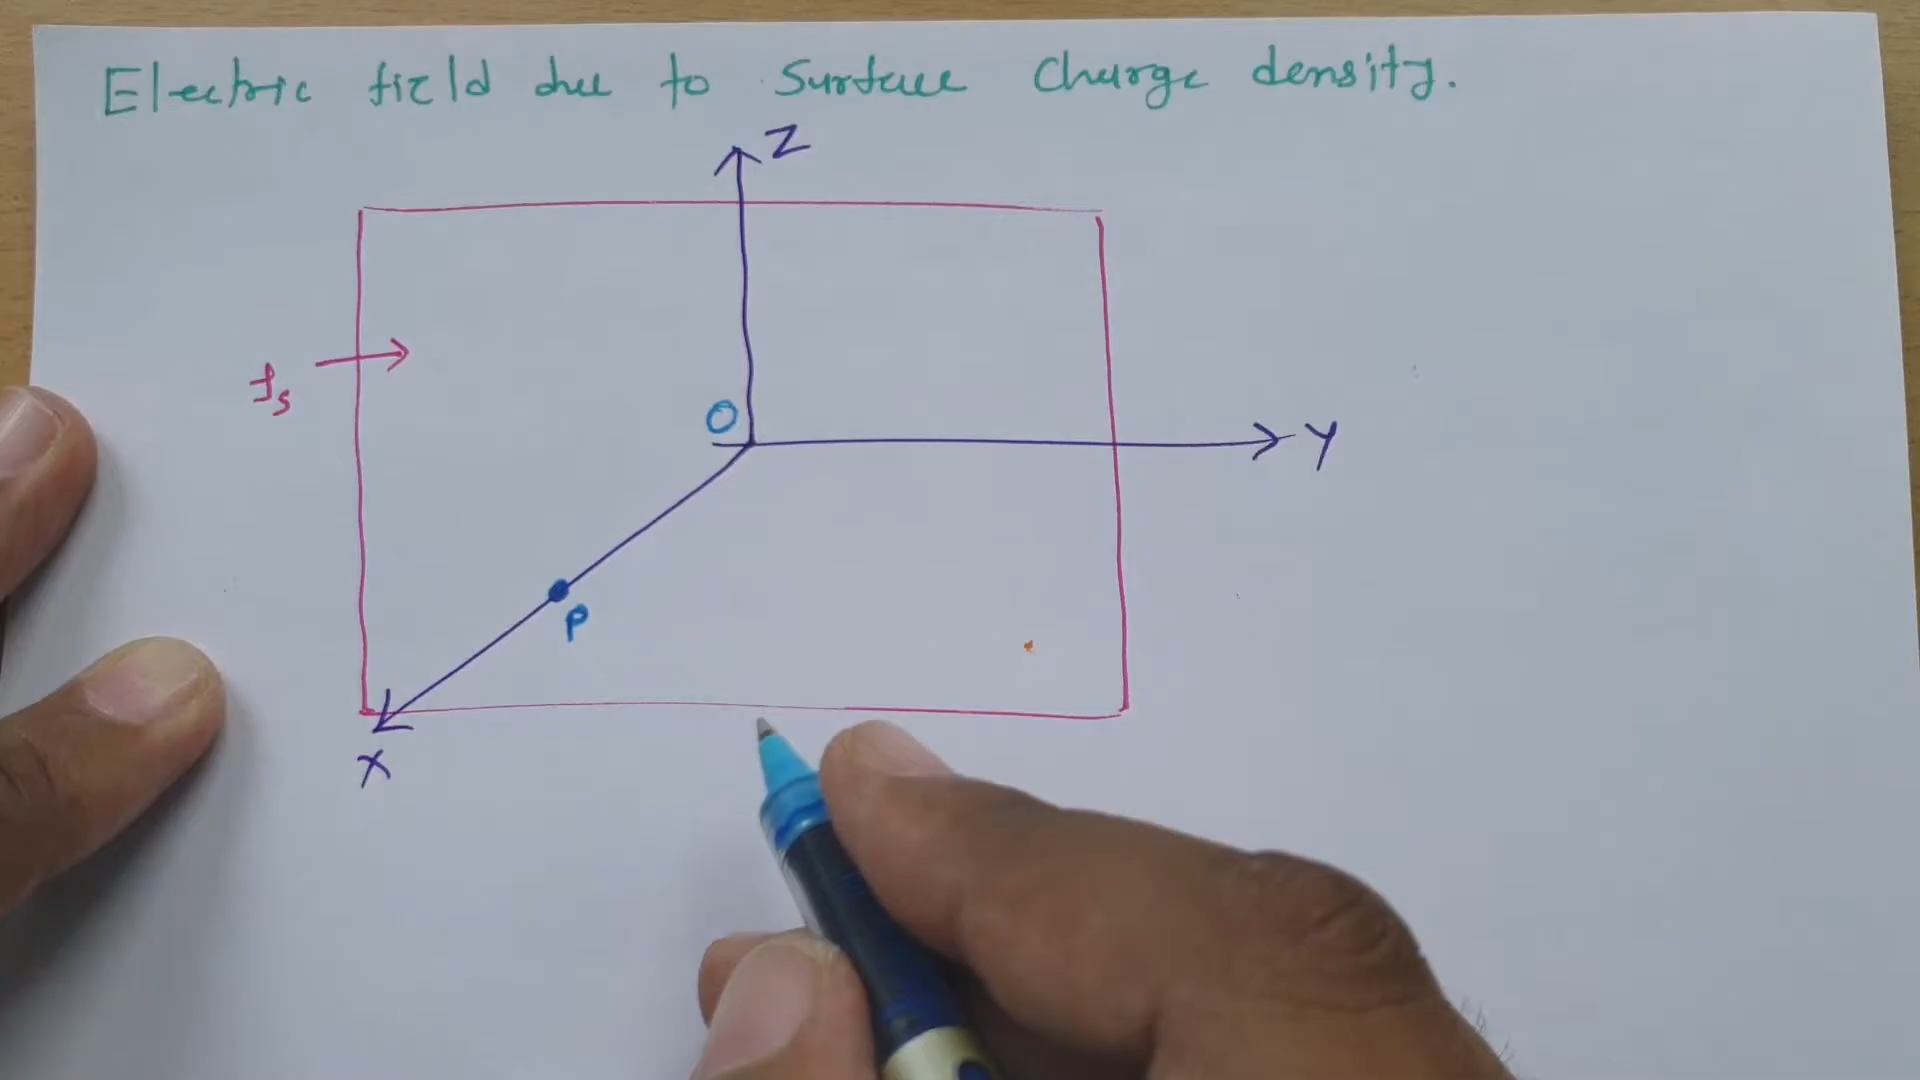 Electric field due to Surface Charge density.
Z
ρs
O
Y
P
X